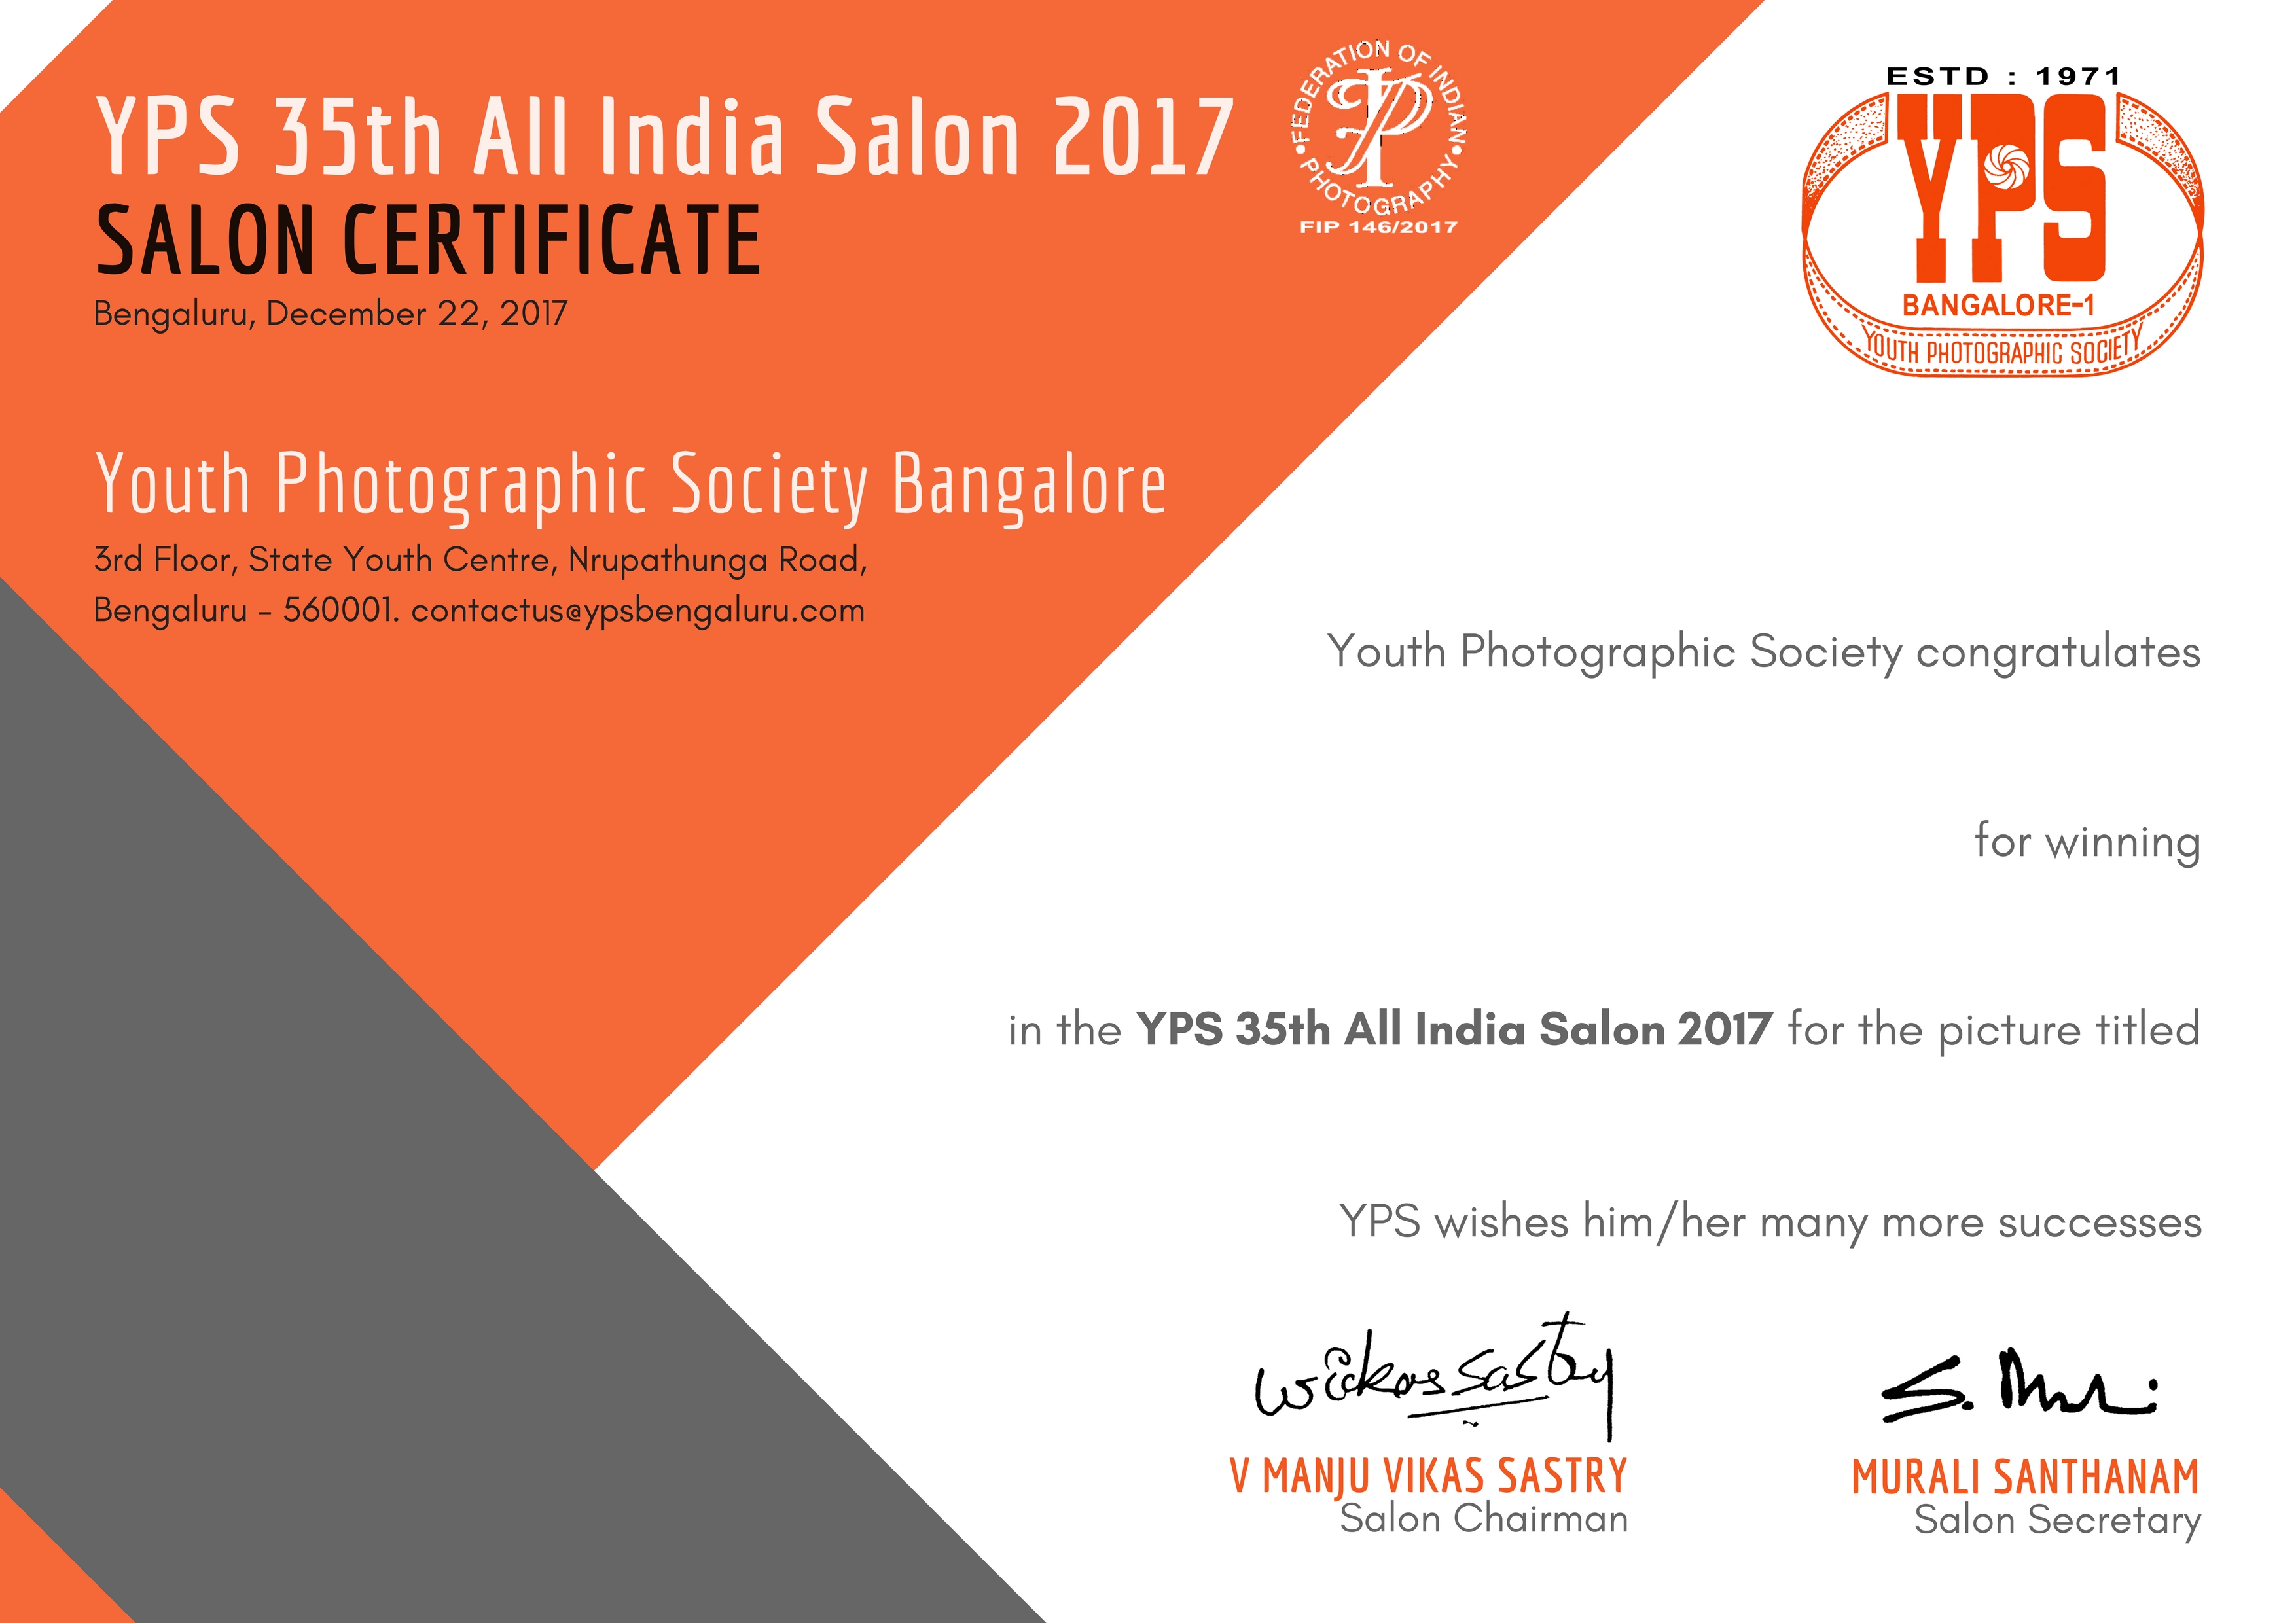 YPS 35th All India Salon 2017
FEDERATION OF INDIAN
PHOTOGRAPHY
FIP 146/2017
SALON CERTIFICATE
Bengaluru, December 22, 2017
ESTD : 1971
YPS
BANGALORE-1
YOUTH PHOTOGRAPHIC SOCIETY
Youth Photographic Society Bangalore
3rd Floor, State Youth Centre, Nrupathunga Road,
Bengaluru – 560001. contactus@ypsbengaluru.com
Youth Photographic Society congratulates
for winning
in the YPS 35th All India Salon 2017 for the picture titled
YPS wishes him/her many more successes
V MANJU VIKAS SASTRY
Salon Chairman
MURALI SANTHANAM
Salon Secretary